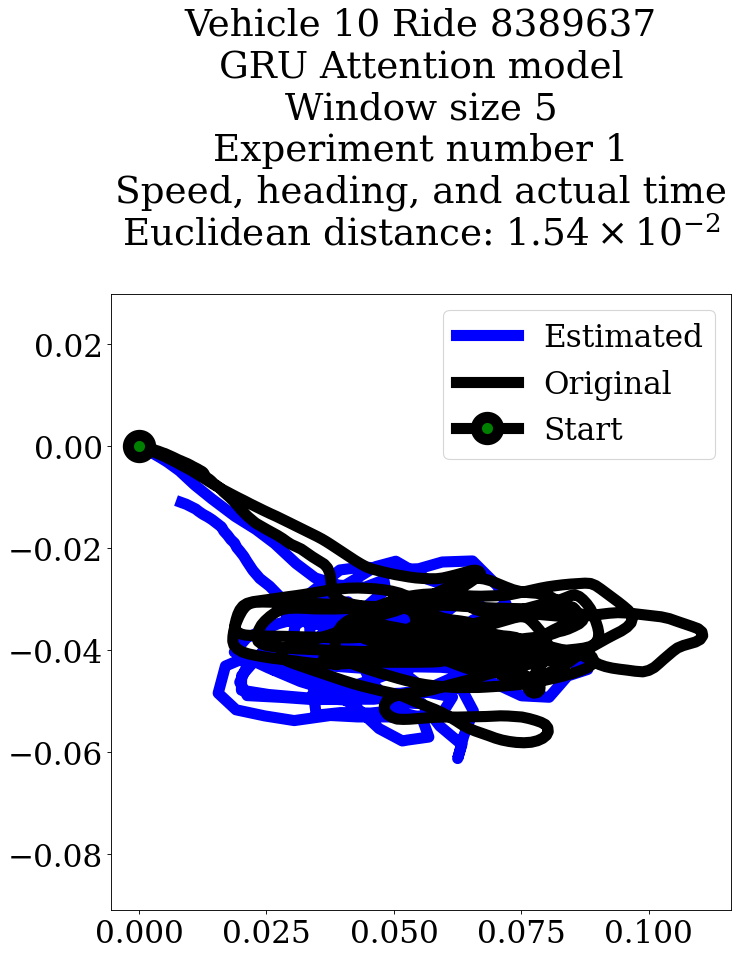 Vehicle 10 Ride 8389637
GRU Attention model
Window size 5
Experiment number 1
Speed, heading, and actual time
Euclidean distance: 1.54 × 10⁻²
Estimated
Original
Start
0.02
0.00
−0.02
−0.04
−0.06
−0.08
0.000 0.025 0.050 0.075 0.100